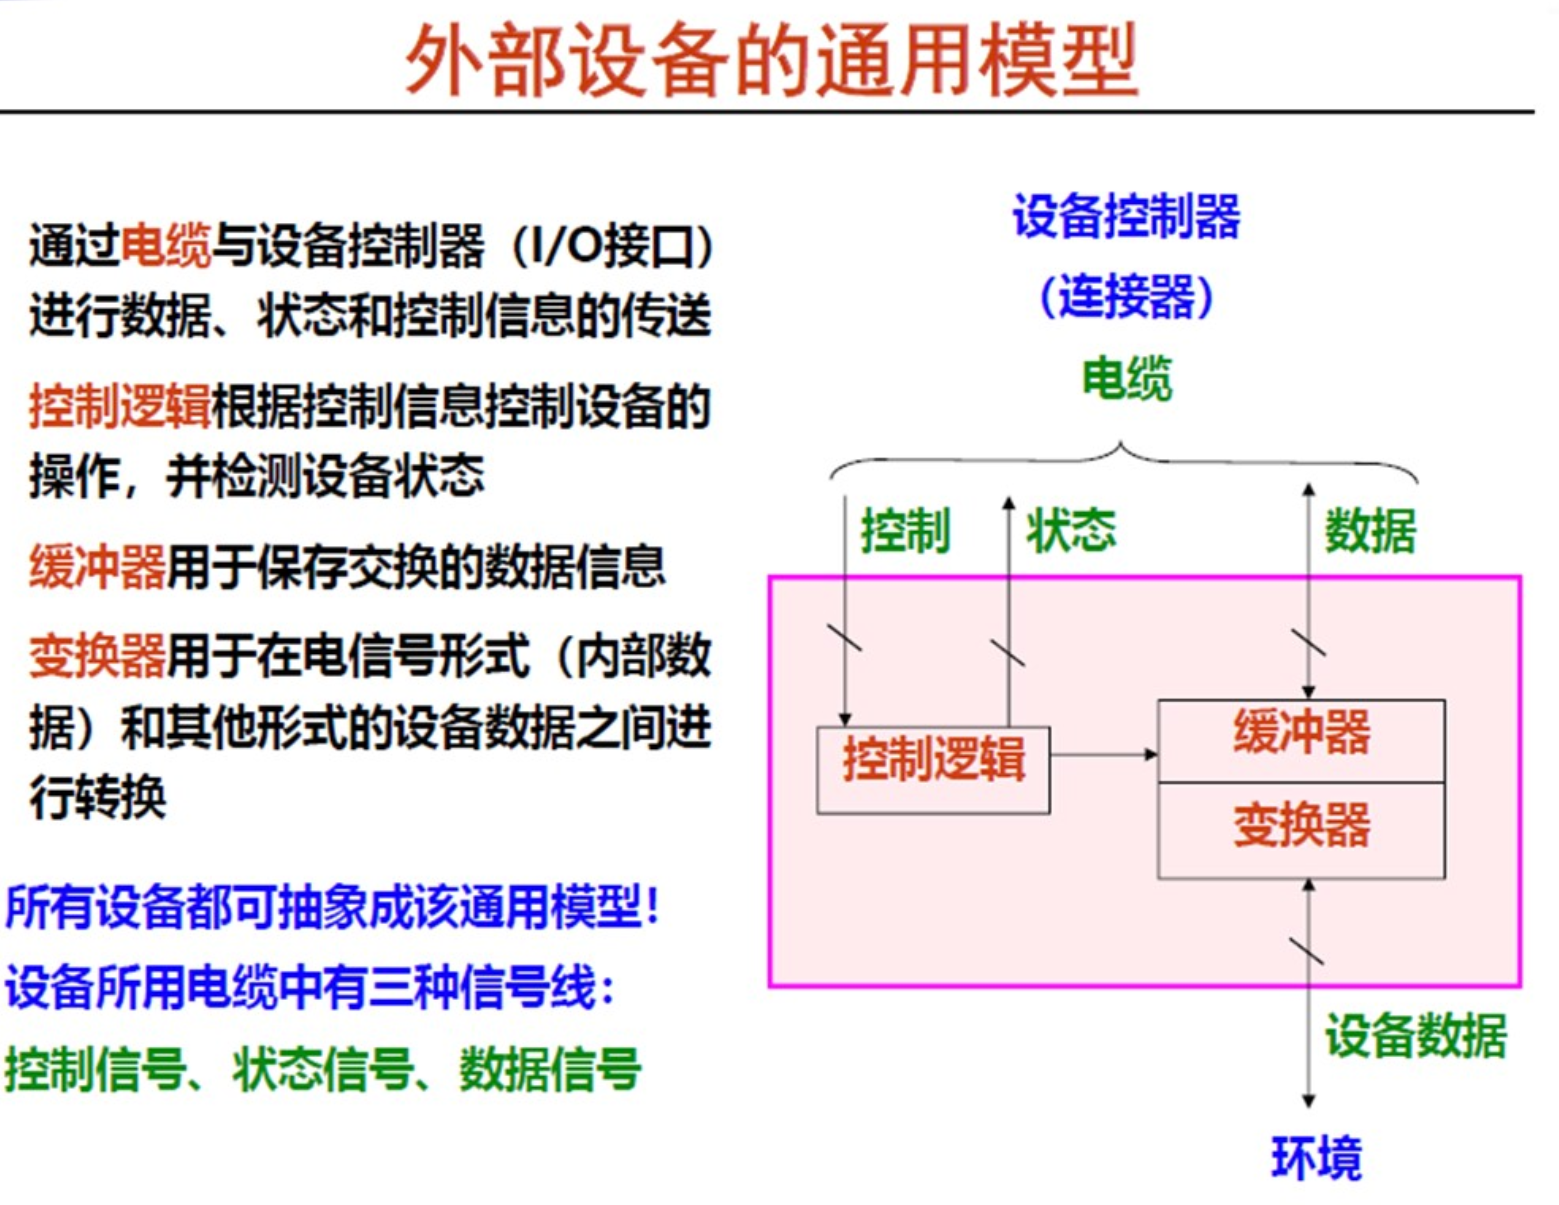 外部设备的通用模型
通过电缆与设备控制器（I/O接口）
进行数据、状态和控制信息的传送
控制逻辑根据控制信息控制设备的
操作，并检测设备状态
缓冲器用于保存交换的数据信息
变换器用于在电信号形式（内部数
据）和其他形式的设备数据之间进
行转换
所有设备都可抽象成该通用模型！
设备所用电缆中有三种信号线：
控制信号、状态信号、数据信号
设备控制器
（连接器）
电缆
控制
状态
数据
控制逻辑
缓冲器
变换器
设备数据
环境